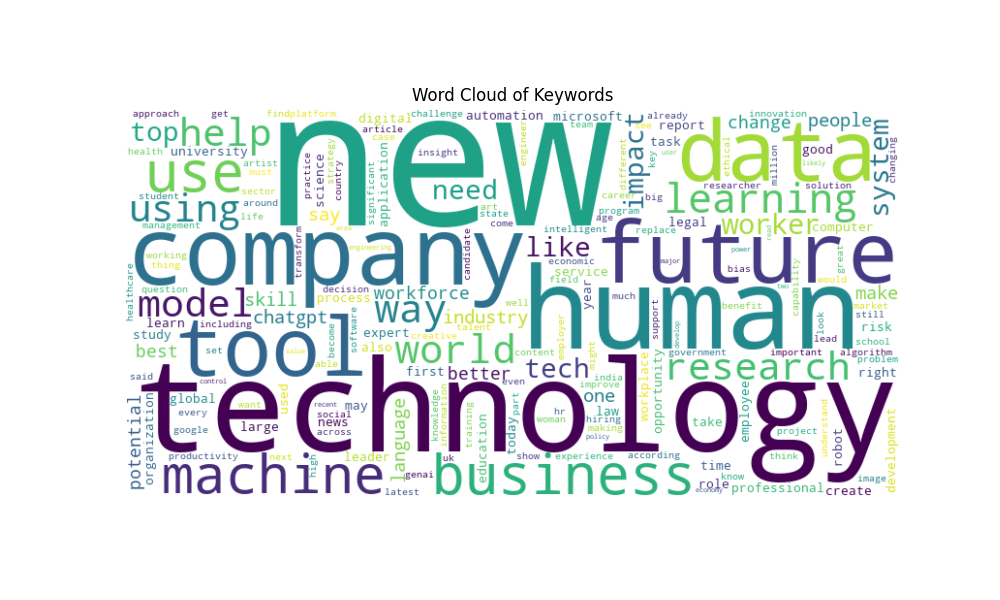 Word Cloud of Keywords
approach
get
findplatform
digital
challenge
automation
microsoft
already
innovation
top
help
new
article
case
team
report
change
people
health
university
artist
must
strategy
practice
science
country
insight
need
engineer
impact
task
see
key
user
data
ethical
million
good
likely
system
changing
use
student
sector
around
life
significant
application
different
career
big
researcher
solution
learning
using
say
art
state
come
age
program
legal
worker
computer
management
intelligent
replace
company
area
transform
engineering
candidate
like
economic
service
field
year
future
major
bias
power
read
capability
would
great
healthcare
working
thing
question
decision
process
workforce
human
much
support
benefit
two
make
market
model
skill
way
well
look
still
learn
including
chatgpt
become
software
industry
talent
employer
might
develop
lead
risk
school
study
expert
creative
tool
best
set
value
able
also
world
content
government
important
algorithm
problem
said
control
first
better
even
tech
india
improve
research
right
technology
potential
organization
global
every
google
want
used
recent
social
news
across
may
large
language
knowledge
information
training
part
today
woman
hr
one
law
hiring
making
policy
workplace
opportunity
employee
take
project
think
understand
robot
development
productivity
next
high
leader
uk
education
show
experience
according
time
know
machine
latest
genai
business
role
economy
professional
create
image